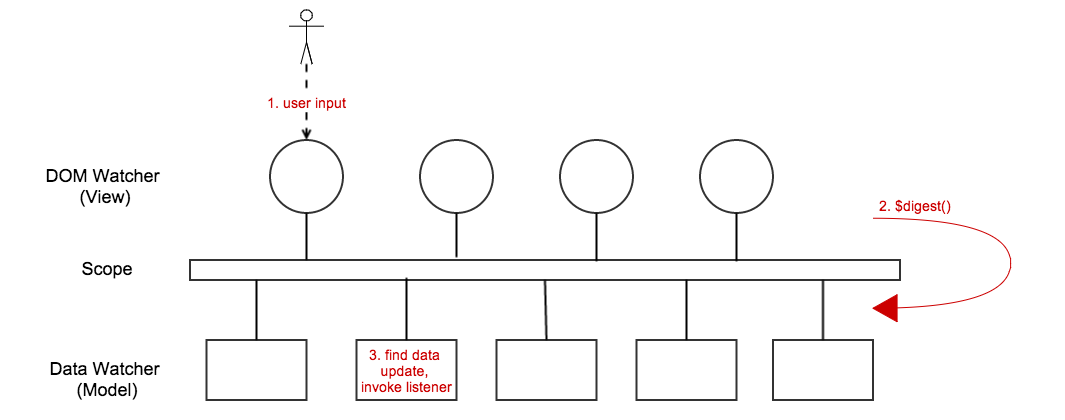 1. user input
DOM Watcher
(View)
2. $digest()
Scope
Data Watcher
(Model)
3. find data
update,
invoke listener